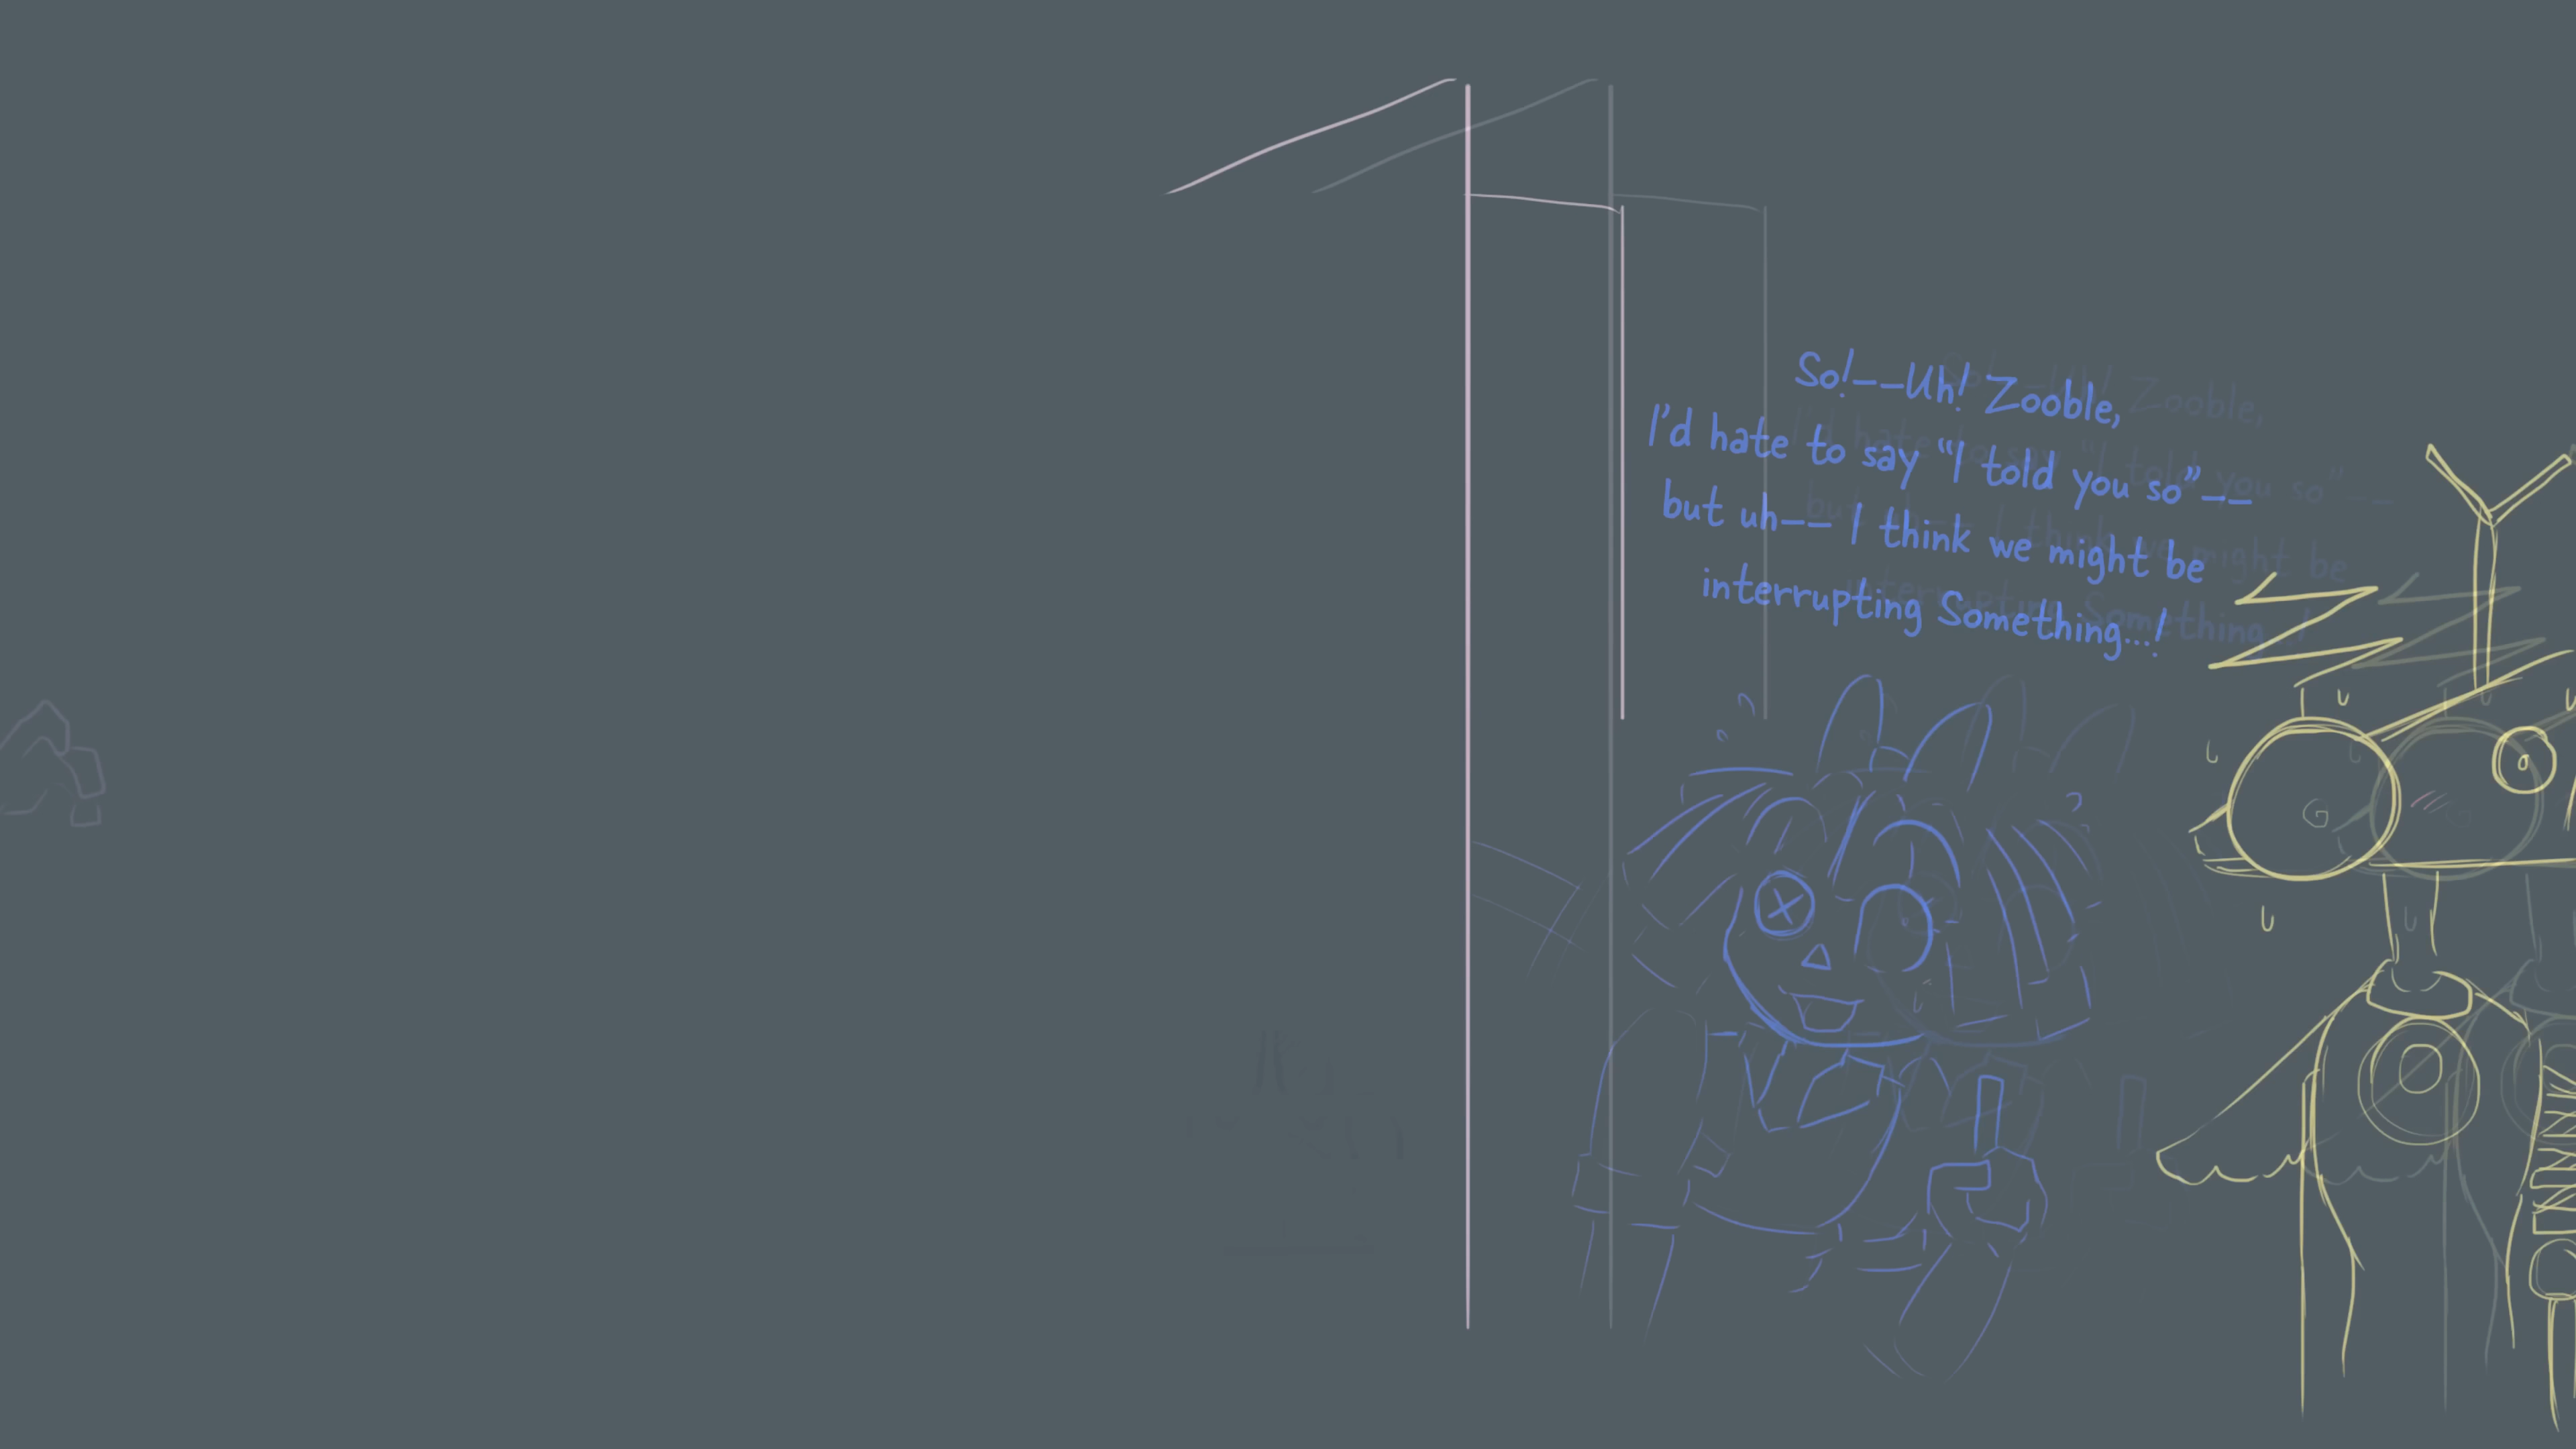 So!--Uh! Zooble,
I'd hate to say "I told you so"--
but uh-- I think we might be
interrupting Something...!